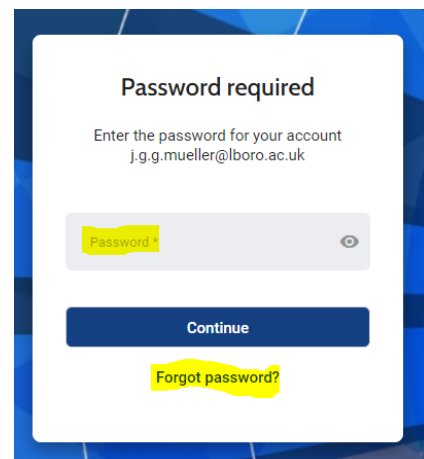 Password required
Enter the password for your account
j.g.g.mueller@lboro.ac.uk
Password *
Continue
Forgot password?